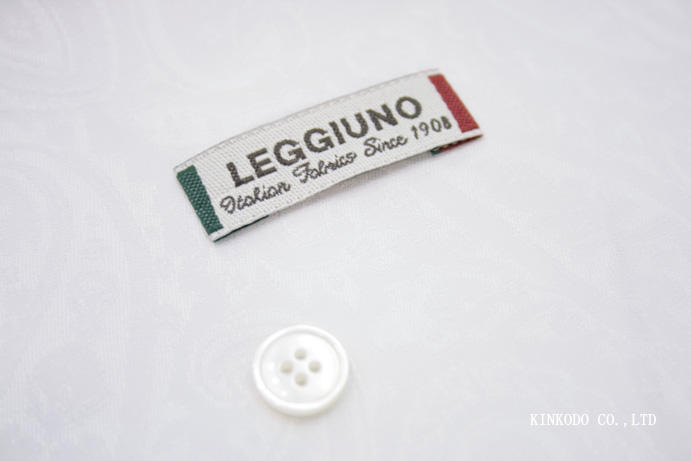 LEGGIUNO
Italian Fabrics Since 1908
KINKODO CO.,LTD